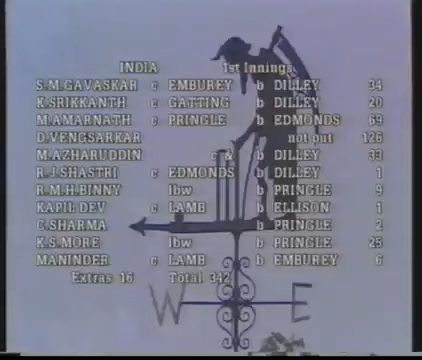 INDIA 1st Innings
S.M.GAVASKAR c EMBUREY b DILLEY 34
K.SRIKKANTH c GATTING b DILLEY 20
M.AMARNATH c PRINGLE b EDMONDS 69
D.VENGSARKAR not out 126
M.AZHARUDDIN c & b DILLEY 33
R.J.SHASTRI c EDMONDS b DILLEY 1
R.M.H.BINNY lbw b PRINGLE 9
KAPIL DEV c LAMB b ELLISON 1
C.SHARMA b PRINGLE 2
K.S.MORE lbw b PRINGLE 25
MANINDER c LAMB b EMBUREY 6
Extras 16 Total 342
W E